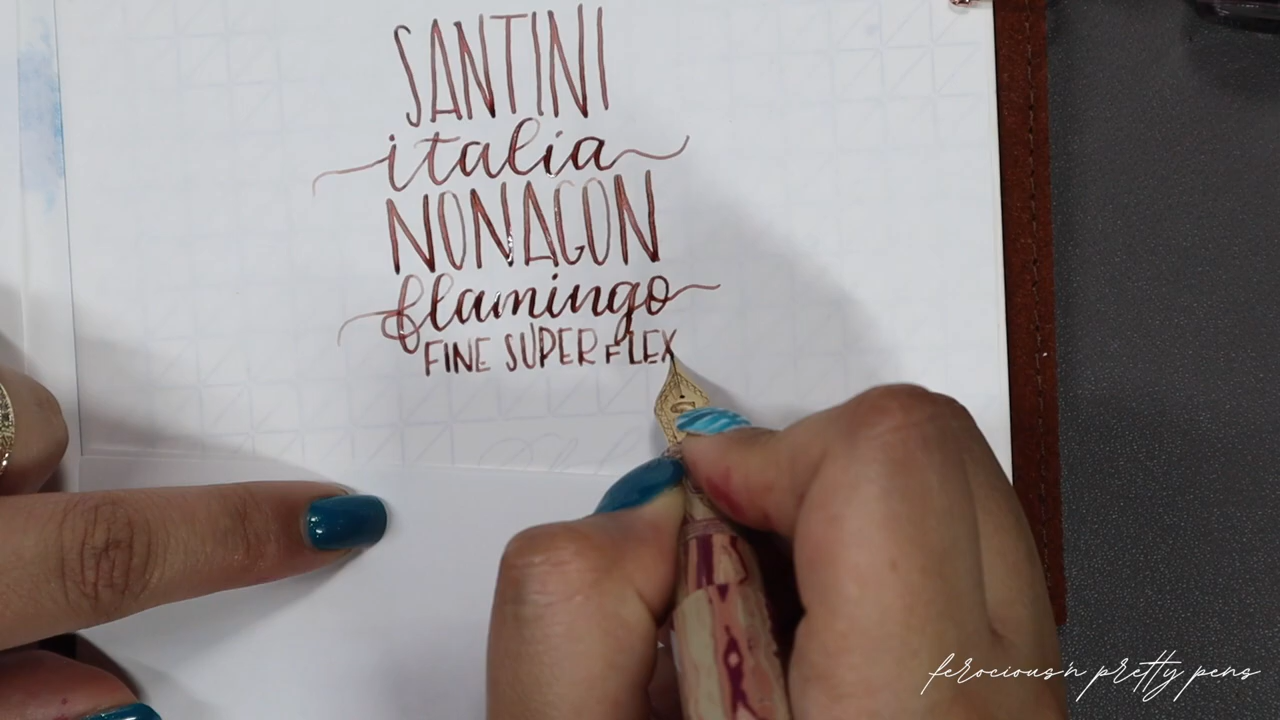 SANTINI
italia
NONAGON
flamingo
FINE SUPERFLEX
ferocious'n pretty pens